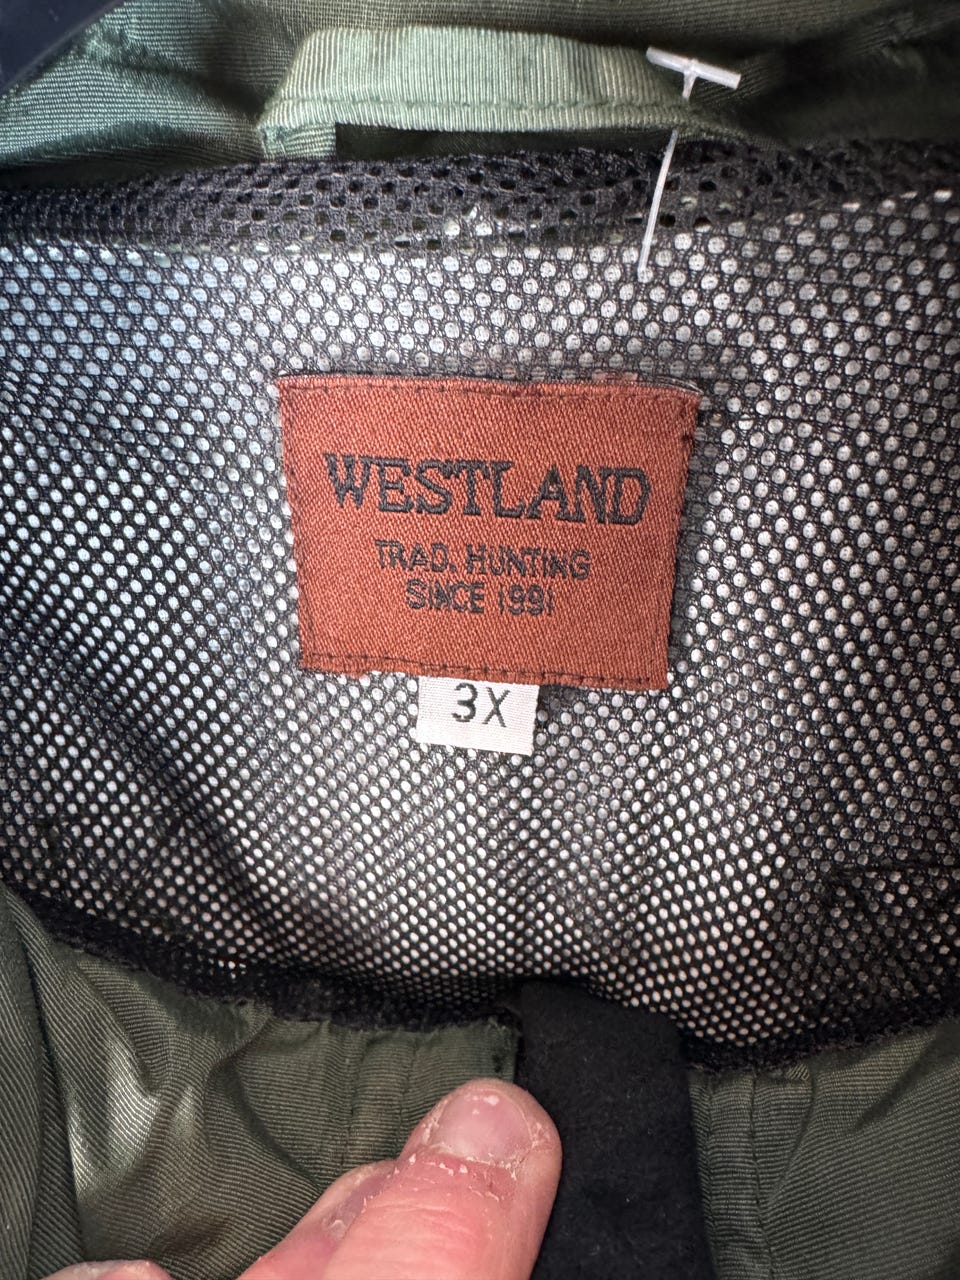 WESTLAND
TRAD. HUNTING
SINCE 1991
3X